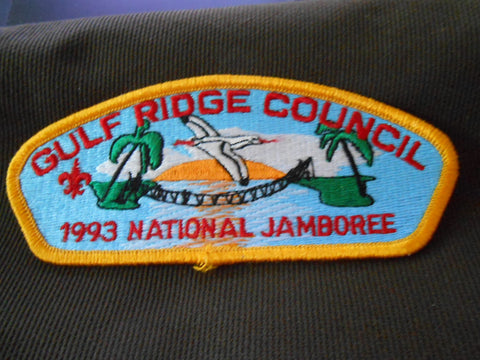 GULF RIDGE COUNCIL
1993 NATIONAL JAMBOREE